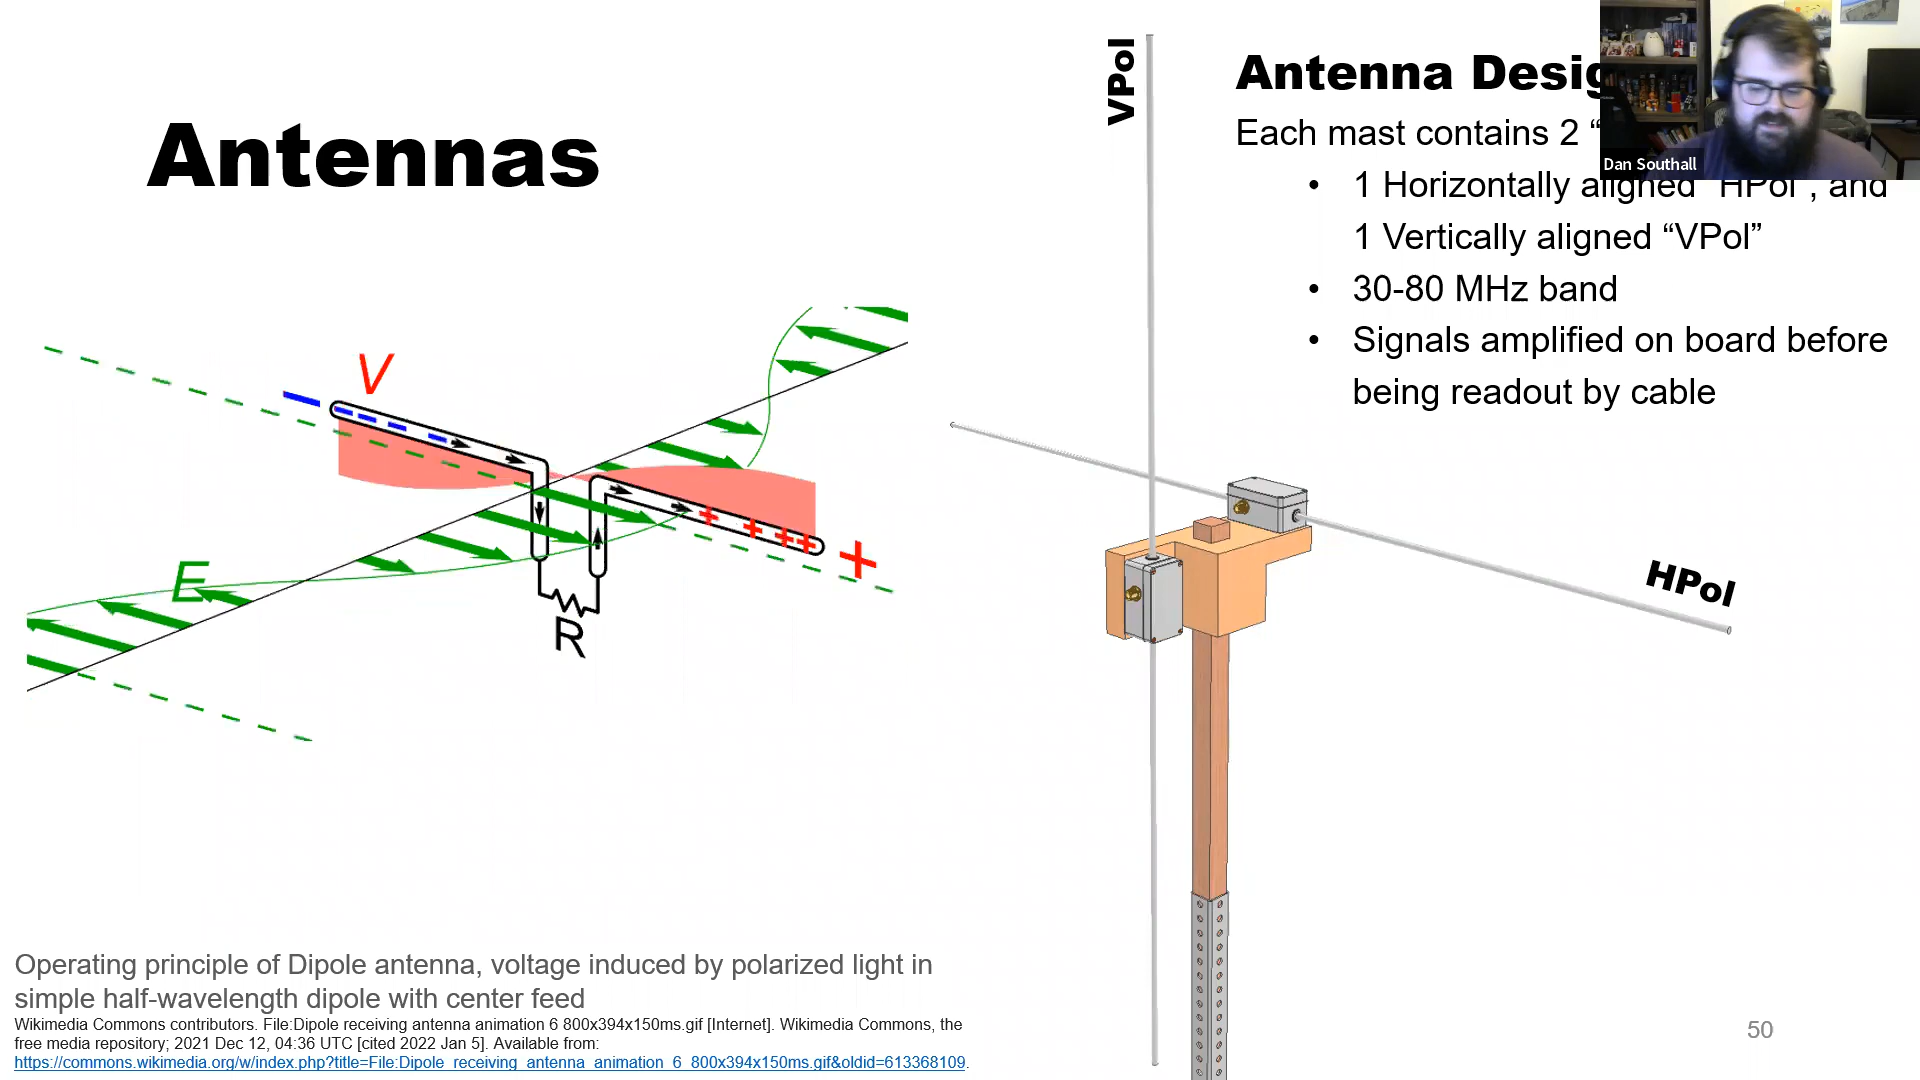 Antennas
V
E
R
+
VPol
HPol
Antenna Desig
Each mast contains 2 “
• 1 Horizontally aligned “HPol”, and
1 Vertically aligned “VPol”
• 30-80 MHz band
• Signals amplified on board before
being readout by cable
Dan Southall
Operating principle of Dipole antenna, voltage induced by polarized light in
simple half-wavelength dipole with center feed
Wikimedia Commons contributors. File:Dipole receiving antenna animation 6 800x394x150ms.gif [Internet]. Wikimedia Commons, the
free media repository; 2021 Dec 12, 04:36 UTC [cited 2022 Jan 5]. Available from:
https://commons.wikimedia.org/w/index.php?title=File:Dipole_receiving_antenna_animation_6_800x394x150ms.gif&oldid=613368109.
50